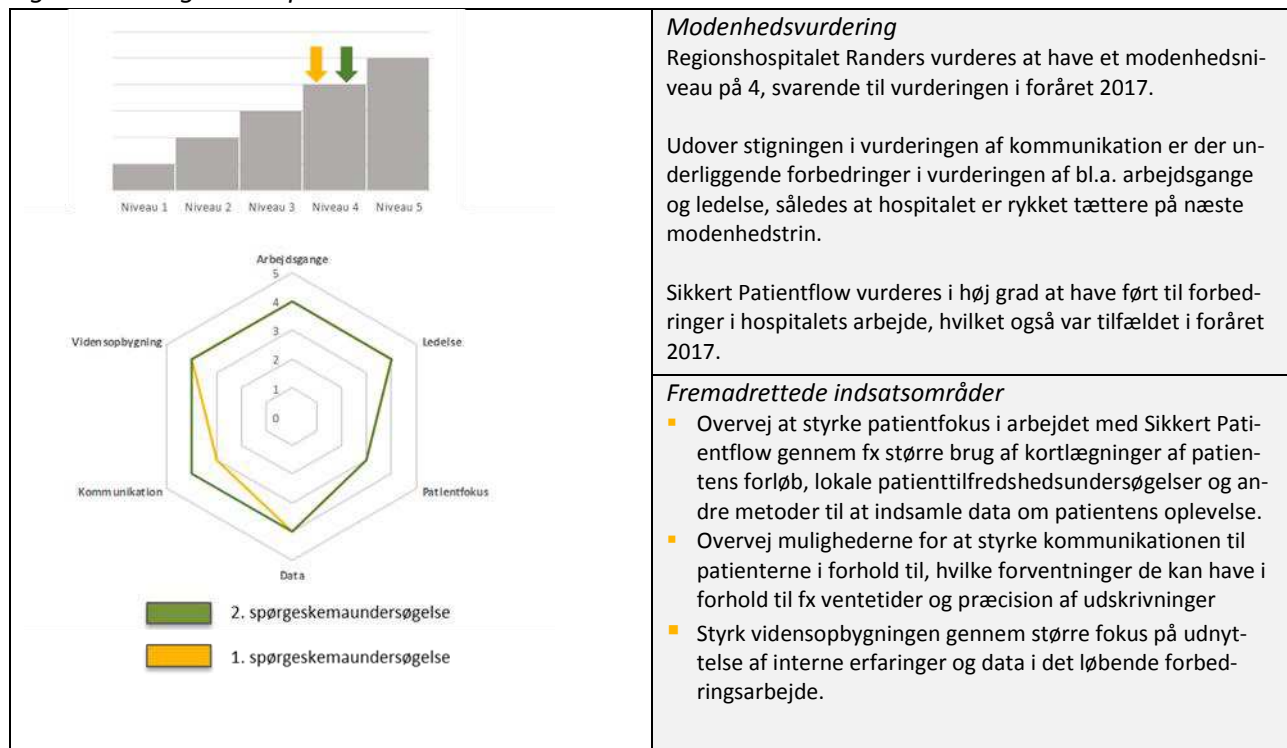 Niveau 1 Niveau 2 Niveau 3 Niveau 4 Niveau 5
Arbejdsgange
5
4
3
2
1
0
Vidensopbygning
Ledelse
Kommunikation
Patientfokus
Data
2. spørgeskemaundersøgelse
1. spørgeskemaundersøgelse
Modenhedsvurdering
Regionshospitalet Randers vurderes at have et modenhedsni-
veau på 4, svarende til vurderingen i foråret 2017.
Udover stigningen i vurderingen af kommunikation er der un-
derliggende forbedringer i vurderingen af bl.a. arbejdsgange
og ledelse, således at hospitalet er rykket tættere på næste
modenhedstrin.
Sikkert Patientflow vurderes i høj grad at have ført til forbed-
ringer i hospitalets arbejde, hvilket også var tilfældet i foråret
2017.
Fremadrettede indsatsområder
▪ Overvej at styrke patientfokus i arbejdet med Sikkert Pati-
entflow gennem fx større brug af kortlægninger af patien-
tens forløb, lokale patienttilfredshedsundersøgelser og an-
dre metoder til at indsamle data om patientens oplevelse.
▪ Overvej mulighederne for at styrke kommunikationen til
patienterne i forhold til, hvilke forventninger de kan have i
forhold til fx ventetider og præcision af udskrivninger
▪ Styrk vidensopbygningen gennem større fokus på udnyt-
telse af interne erfaringer og data i det løbende forbed-
ringsarbejde.